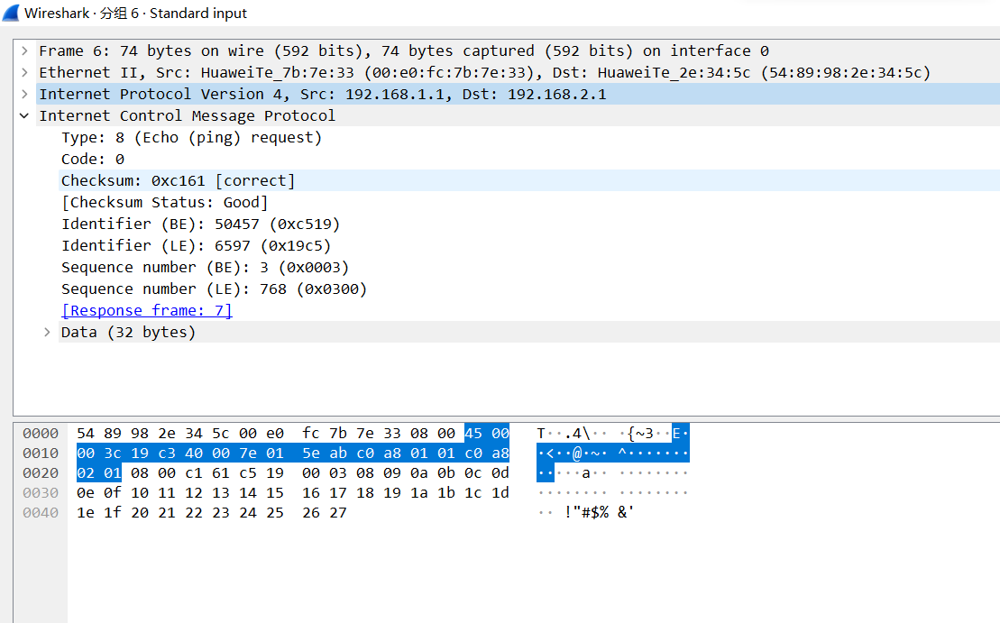 Wireshark · 分组 6 · Standard input
Frame 6: 74 bytes on wire (592 bits), 74 bytes captured (592 bits) on interface 0
Ethernet II, Src: HuaweiTe_7b:7e:33 (00:e0:fc:7b:7e:33), Dst: HuaweiTe_2e:34:5c (54:89:98:2e:34:5c)
Internet Protocol Version 4, Src: 192.168.1.1, Dst: 192.168.2.1
Internet Control Message Protocol
Type: 8 (Echo (ping) request)
Code: 0
Checksum: 0xc161 [correct]
[Checksum Status: Good]
Identifier (BE): 50457 (0xc519)
Identifier (LE): 6597 (0x19c5)
Sequence number (BE): 3 (0x0003)
Sequence number (LE): 768 (0x0300)
[Response frame: 7]
Data (32 bytes)
0000 54 89 98 2e 34 5c 00 e0 fc 7b 7e 33 08 00 45 00 T··.4\·· ·{~3··E·
0010 00 3c 19 c3 40 00 7e 01 5e ab c0 a8 01 01 c0 a8 ·<··@·~· ^·······
0020 02 01 08 00 c1 61 c5 19 00 03 08 09 0a 0b 0c 0d ·····a·· ········
0030 0e 0f 10 11 12 13 14 15 16 17 18 19 1a 1b 1c 1d ········ ········
0040 1e 1f 20 21 22 23 24 25 26 27 ·· !"#$% &'